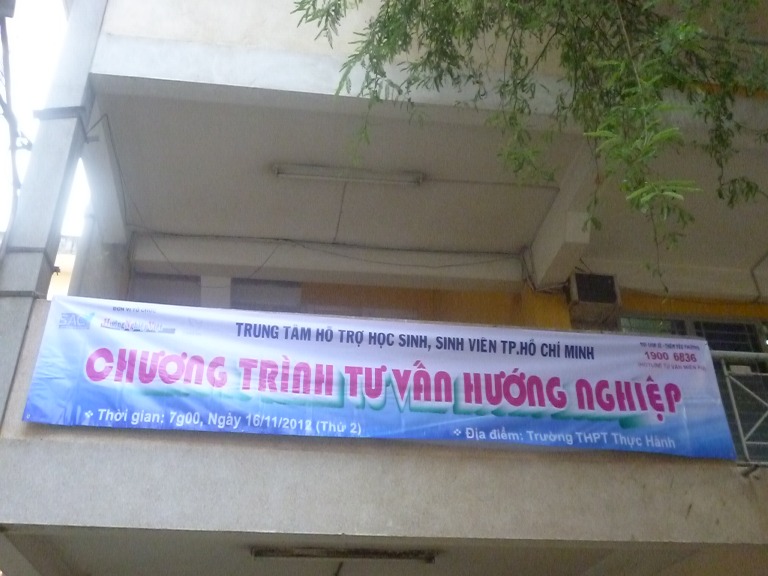 SAC
TRUNG TÂM HỖ TRỢ HỌC SINH, SINH VIÊN TP.HỒ CHÍ MINH
1900 6836
CHƯƠNG TRÌNH TƯ VẤN HƯỚNG NGHIỆP
❖ Thời gian: 7g00, Ngày 16/11/2012 (Thứ 2)
❖ Địa điểm: Trường THPT Thực Hành